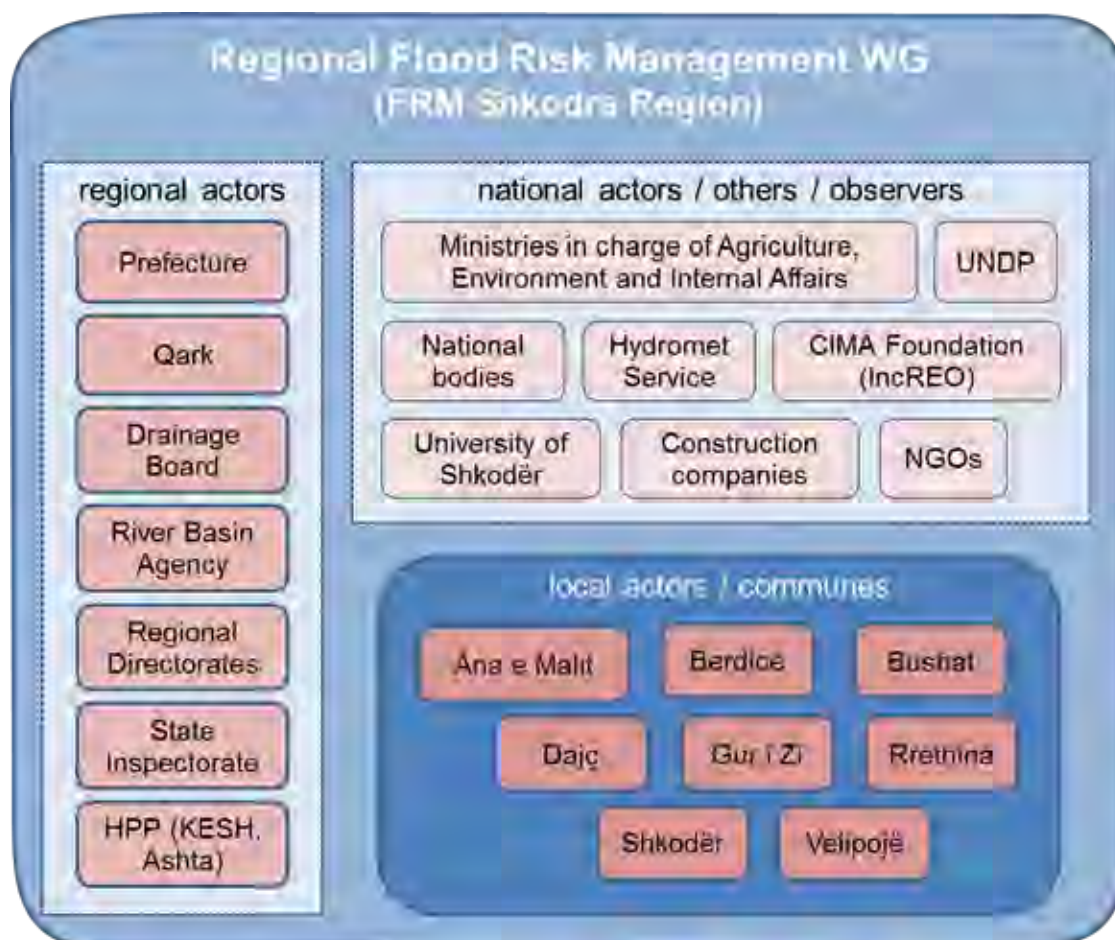 Regional Flood Risk Management WG
(FRM Shkodra Region)
regional actors
Prefecture
Qark
Drainage
Board
River Basin
Agency
Regional
Directorates
State
Inspectorate
HPP (KESH,
Ashta)
national actors / others / observers
Ministries in charge of Agriculture,
Environment and Internal Affairs
UNDP
National
bodies
Hydromet
Service
CIMA Foundation
(IncREO)
University of
Shkodër
Construction
companies
NGOs
local actors / communes
Ana e Malit
Berdicë
Bushat
Dajç
Gur i Zi
Rrethina
Shkodër
Velipojë